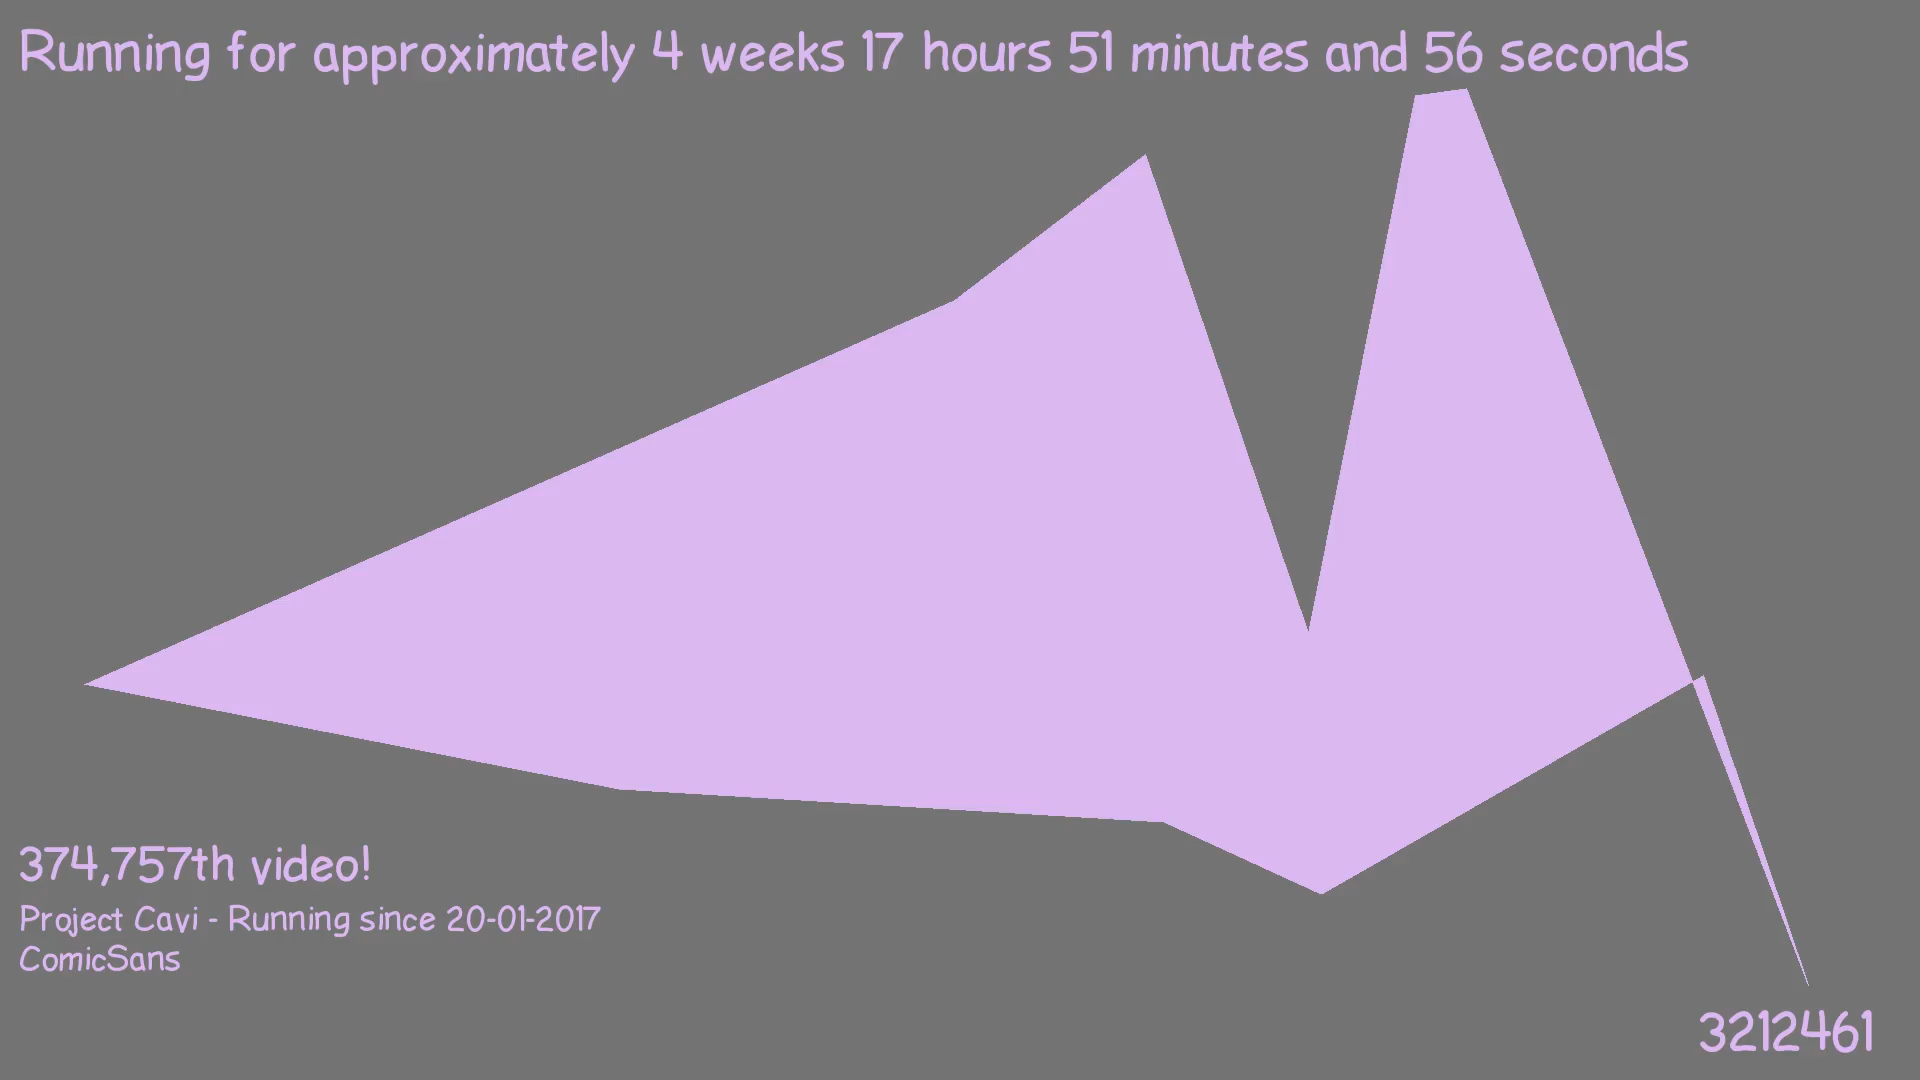 Running for approximately 4 weeks 17 hours 51 minutes and 56 seconds
374,757th video!
Project Cavi - Running since 20-01-2017
ComicSans
3212461